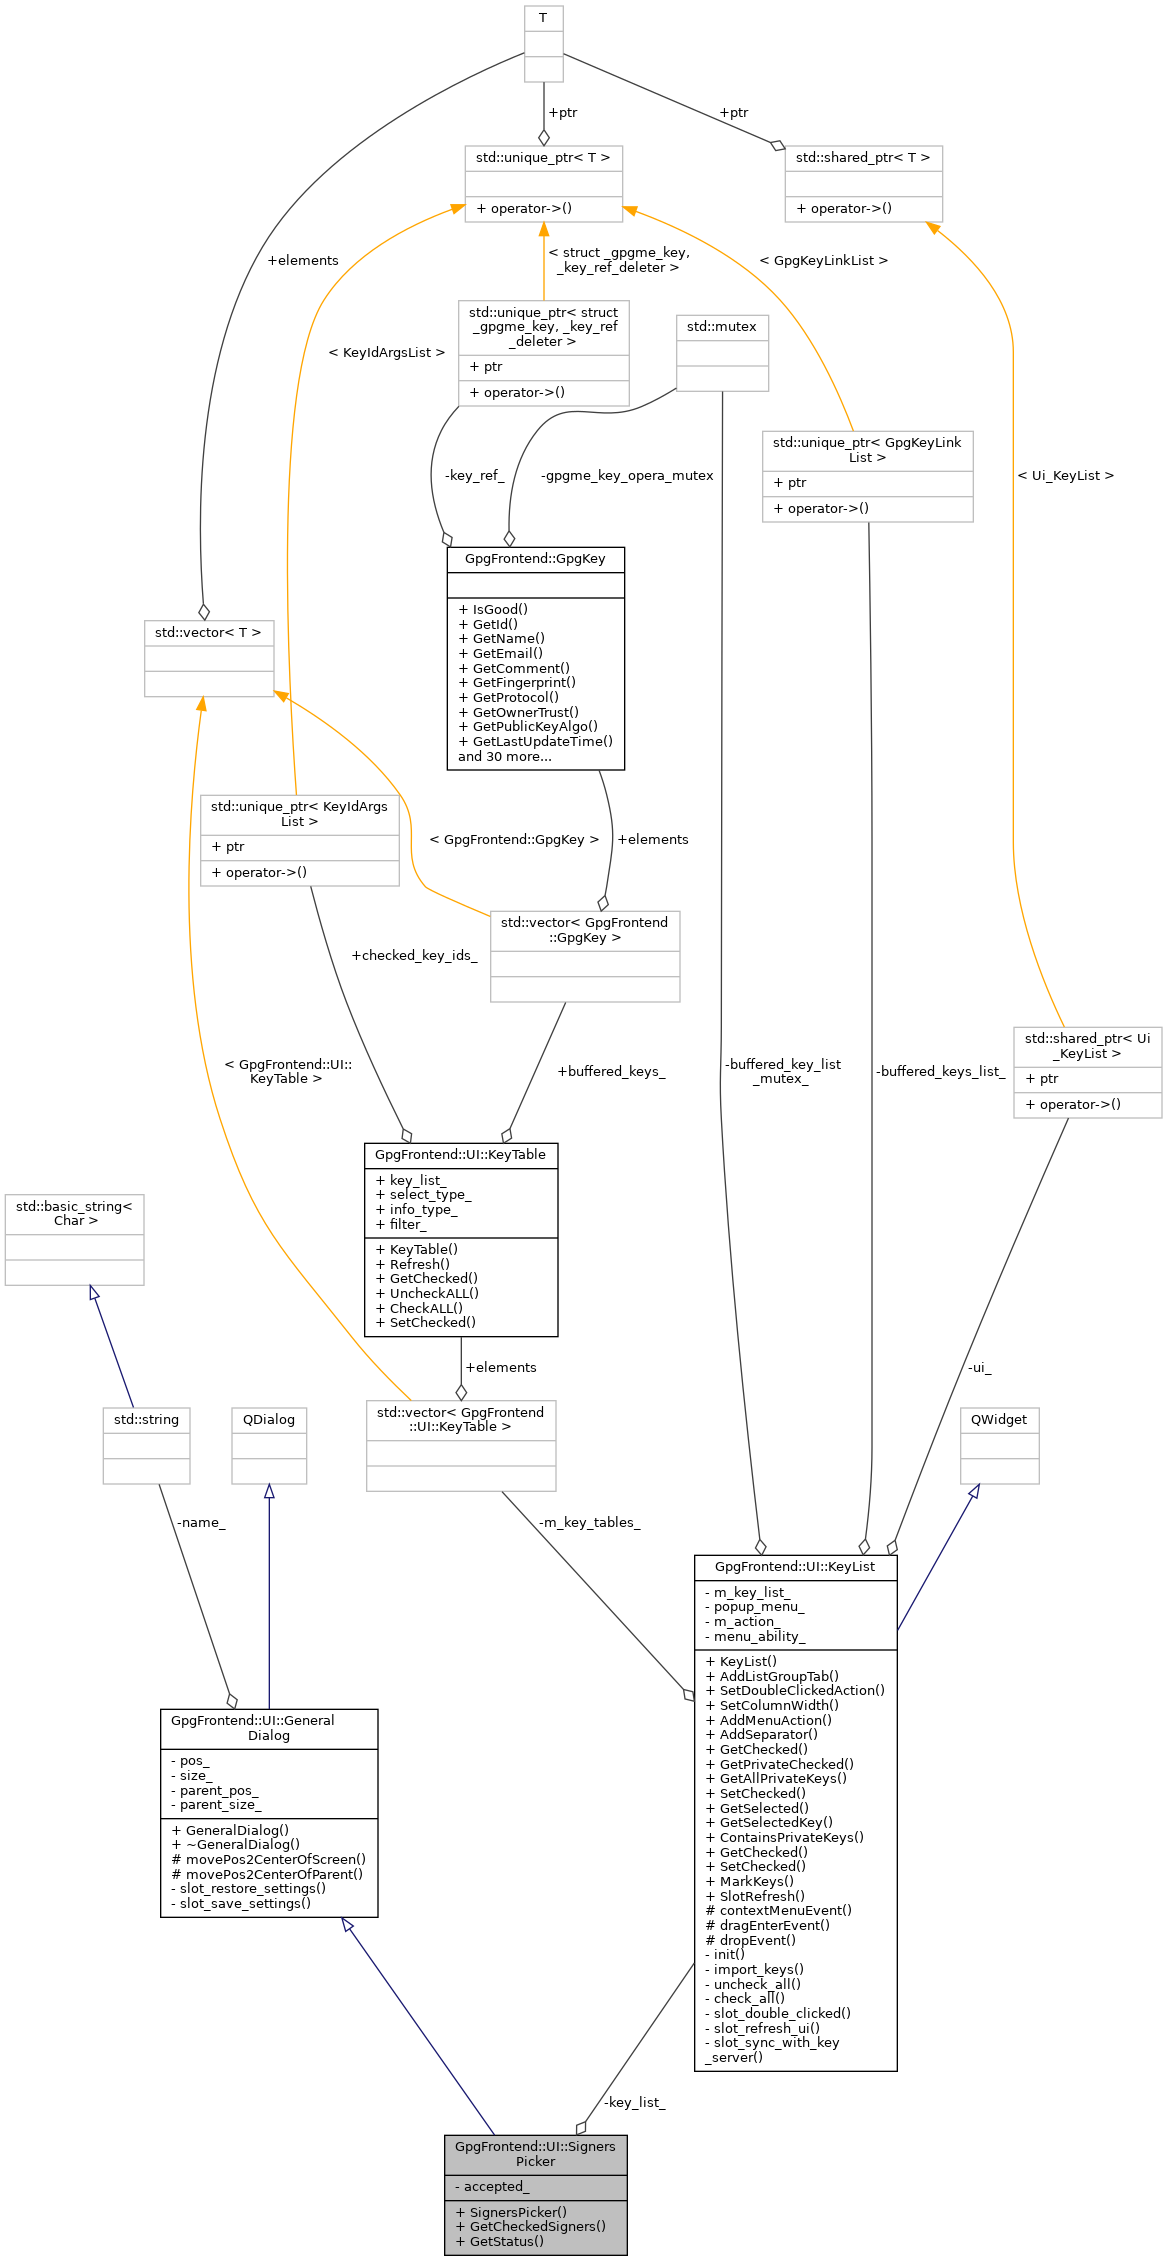 T
+ptr
+ptr
std::unique_ptr< T >
+ operator->()
std::shared_ptr< T >
+ operator->()
+elements
< struct _gpgme_key,
_key_ref_deleter >
< GpgKeyLinkList >
std::unique_ptr< struct
_gpgme_key, _key_ref
_deleter >
+ ptr
+ operator->()
std::mutex
< KeyIdArgsList >
std::unique_ptr< GpgKeyLink
List >
+ ptr
+ operator->()
-key_ref_
-gpgme_key_opera_mutex
< Ui_KeyList >
GpgFrontend::GpgKey
+ IsGood()
+ GetId()
+ GetName()
+ GetEmail()
+ GetComment()
+ GetFingerprint()
+ GetProtocol()
+ GetOwnerTrust()
+ GetPublicKeyAlgo()
+ GetLastUpdateTime()
and 30 more...
std::vector< T >
std::unique_ptr< KeyIdArgs
List >
+ ptr
+ operator->()
< GpgFrontend::GpgKey >
+elements
std::vector< GpgFrontend
::GpgKey >
+checked_key_ids_
std::shared_ptr< Ui
_KeyList >
+ ptr
+ operator->()
< GpgFrontend::UI::
KeyTable >
+buffered_keys_
-buffered_key_list
_mutex_
-buffered_keys_list_
GpgFrontend::UI::KeyTable
+ key_list_
+ select_type_
+ info_type_
+ filter_
+ KeyTable()
+ Refresh()
+ GetChecked()
+ UncheckALL()
+ CheckALL()
+ SetChecked()
std::basic_string<
Char >
+elements
-ui_
std::string
QDialog
std::vector< GpgFrontend
::UI::KeyTable >
QWidget
-name_
-m_key_tables_
GpgFrontend::UI::KeyList
- m_key_list_
- popup_menu_
- m_action_
- menu_ability_
+ KeyList()
+ AddListGroupTab()
+ SetDoubleClickedAction()
+ SetColumnWidth()
+ AddMenuAction()
+ AddSeparator()
+ GetChecked()
+ GetPrivateChecked()
+ GetAllPrivateKeys()
+ SetChecked()
+ GetSelected()
+ GetSelectedKey()
+ ContainsPrivateKeys()
+ GetChecked()
+ SetChecked()
+ MarkKeys()
+ SlotRefresh()
# contextMenuEvent()
# dragEnterEvent()
# dropEvent()
- init()
- import_keys()
- uncheck_all()
- check_all()
- slot_double_clicked()
- slot_refresh_ui()
- slot_sync_with_key
_server()
GpgFrontend::UI::General
Dialog
- pos_
- size_
- parent_pos_
- parent_size_
+ GeneralDialog()
+ ~GeneralDialog()
# movePos2CenterOfScreen()
# movePos2CenterOfParent()
- slot_restore_settings()
- slot_save_settings()
-key_list_
GpgFrontend::UI::Signers
Picker
- accepted_
+ SignersPicker()
+ GetCheckedSigners()
+ GetStatus()